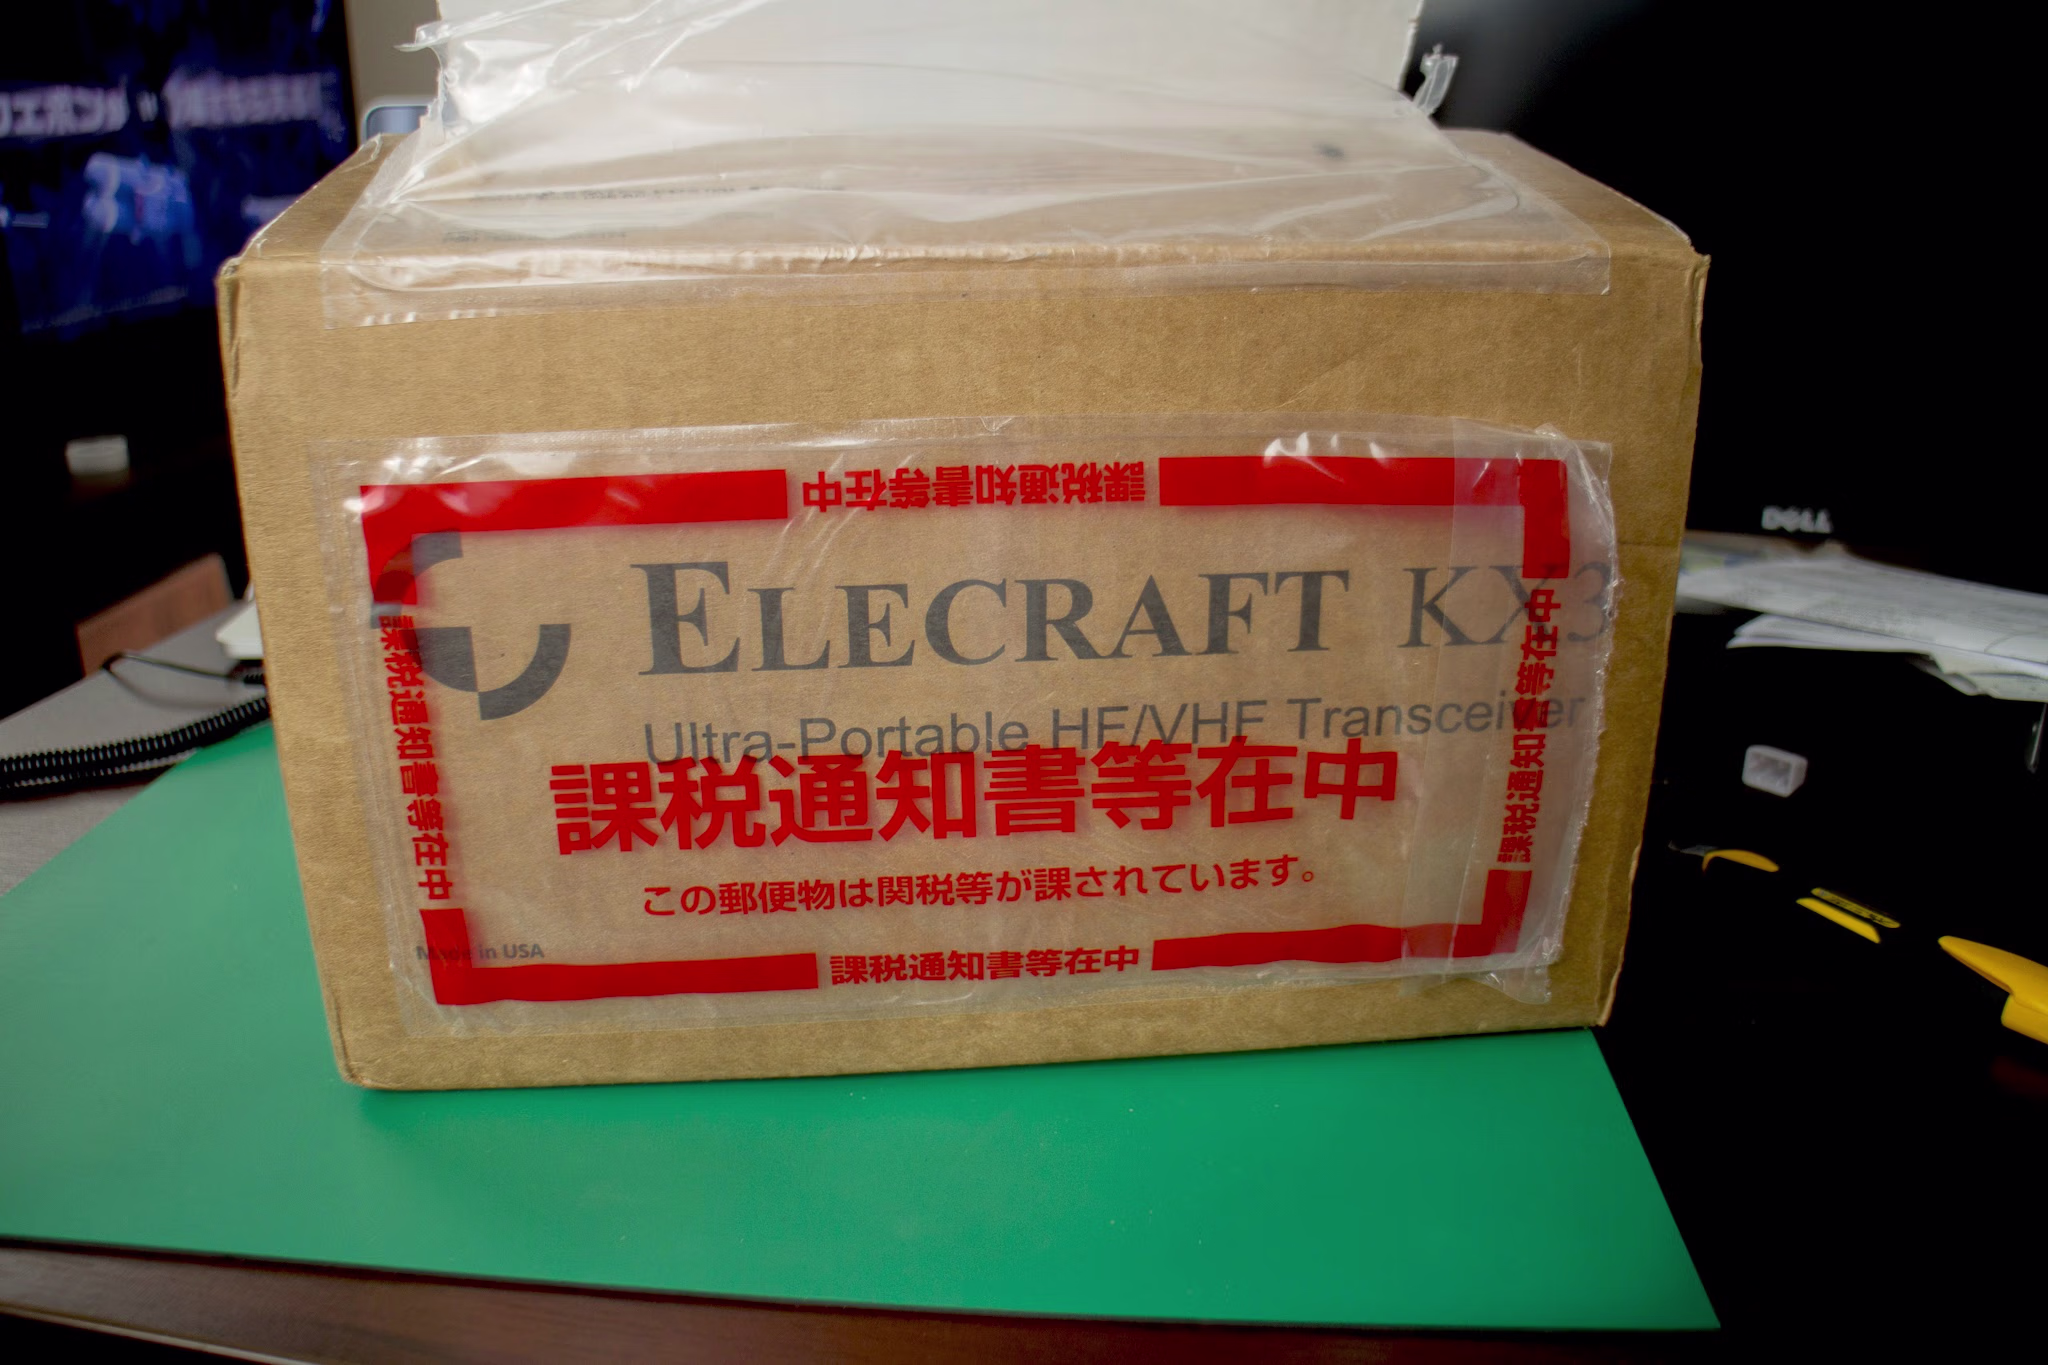 課税通知書等在中
ELECRAFT KX3
Ultra-Portable HF/VHF Transceiver
課税通知書等在中
課税通知書等在中
課税通知書等在中
この郵便物は関税等が課されています。
Made in USA
課税通知書等在中
DELL